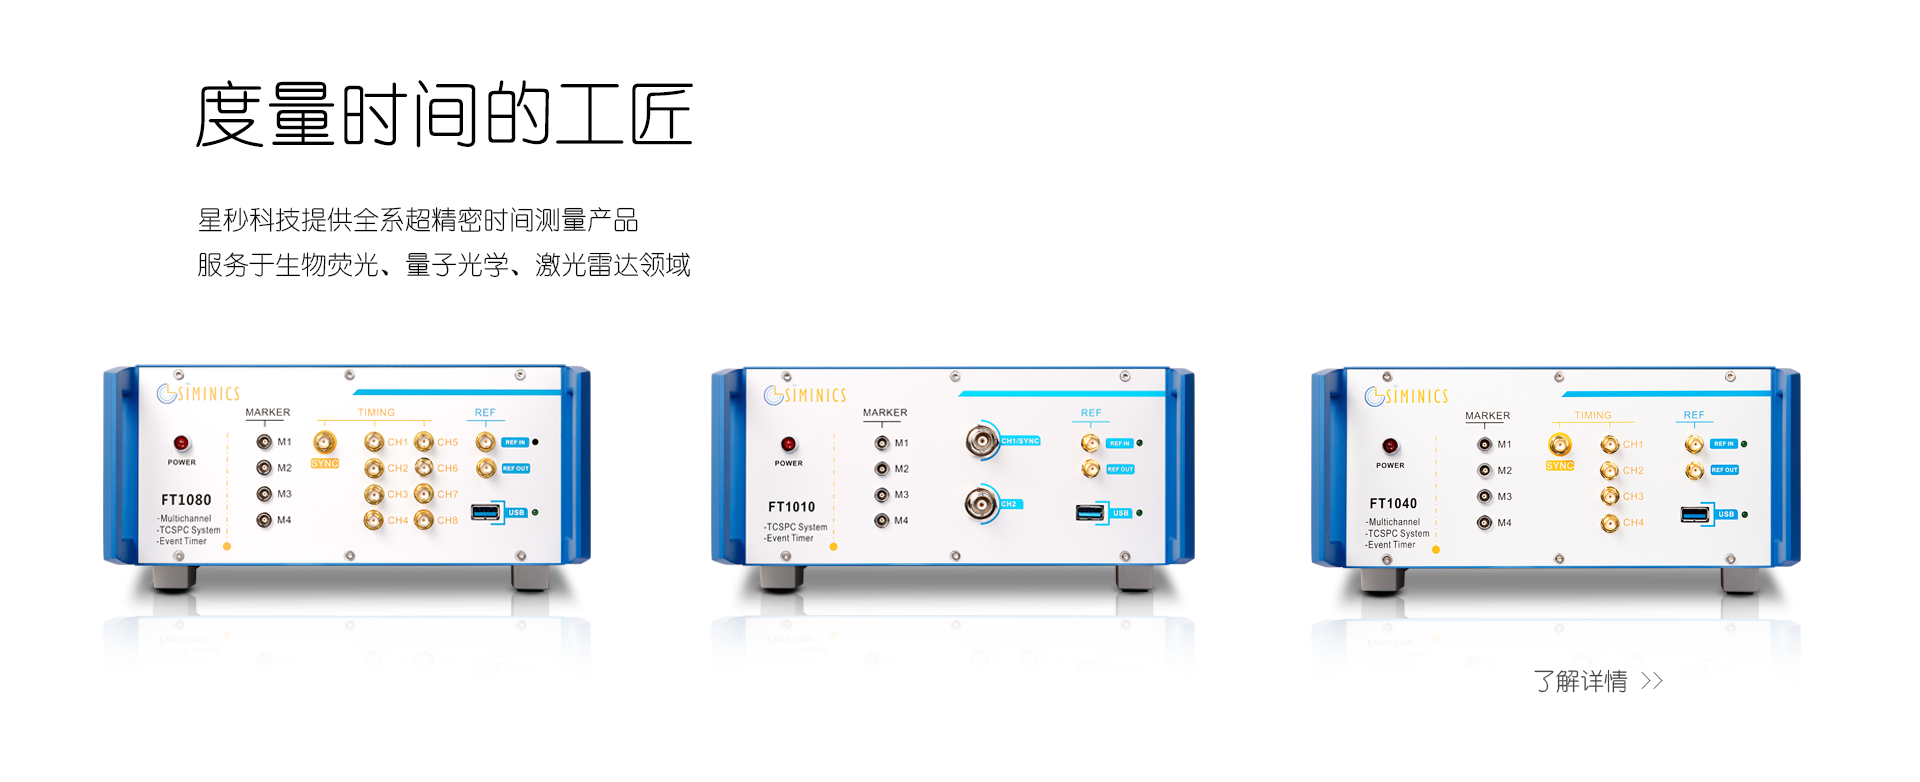 度量时间的工匠
星秒科技提供全系超精密时间测量产品
服务于生物荧光、量子光学、激光雷达领域
SIMINICS
MARKER
TIMING
REF
POWER
M1
M2
M3
M4
SYNC
CH1
CH2
CH3
CH4
CH5
CH6
CH7
CH8
REF IN
REF OUT
USB
FT1080
-Multichannel
-TCSPC System
-Event Timer
SIMINICS
MARKER
REF
POWER
M1
M2
M3
M4
CH1/SYNC
CH2
REF IN
REF OUT
USB
FT1010
-TCSPC System
-Event Timer
SIMINICS
MARKER
TIMING
REF
POWER
M1
M2
M3
M4
SYNC
CH1
CH2
CH3
CH4
REF IN
REF OUT
USB
FT1040
-Multichannel
-TCSPC System
-Event Timer
了解详情 >>